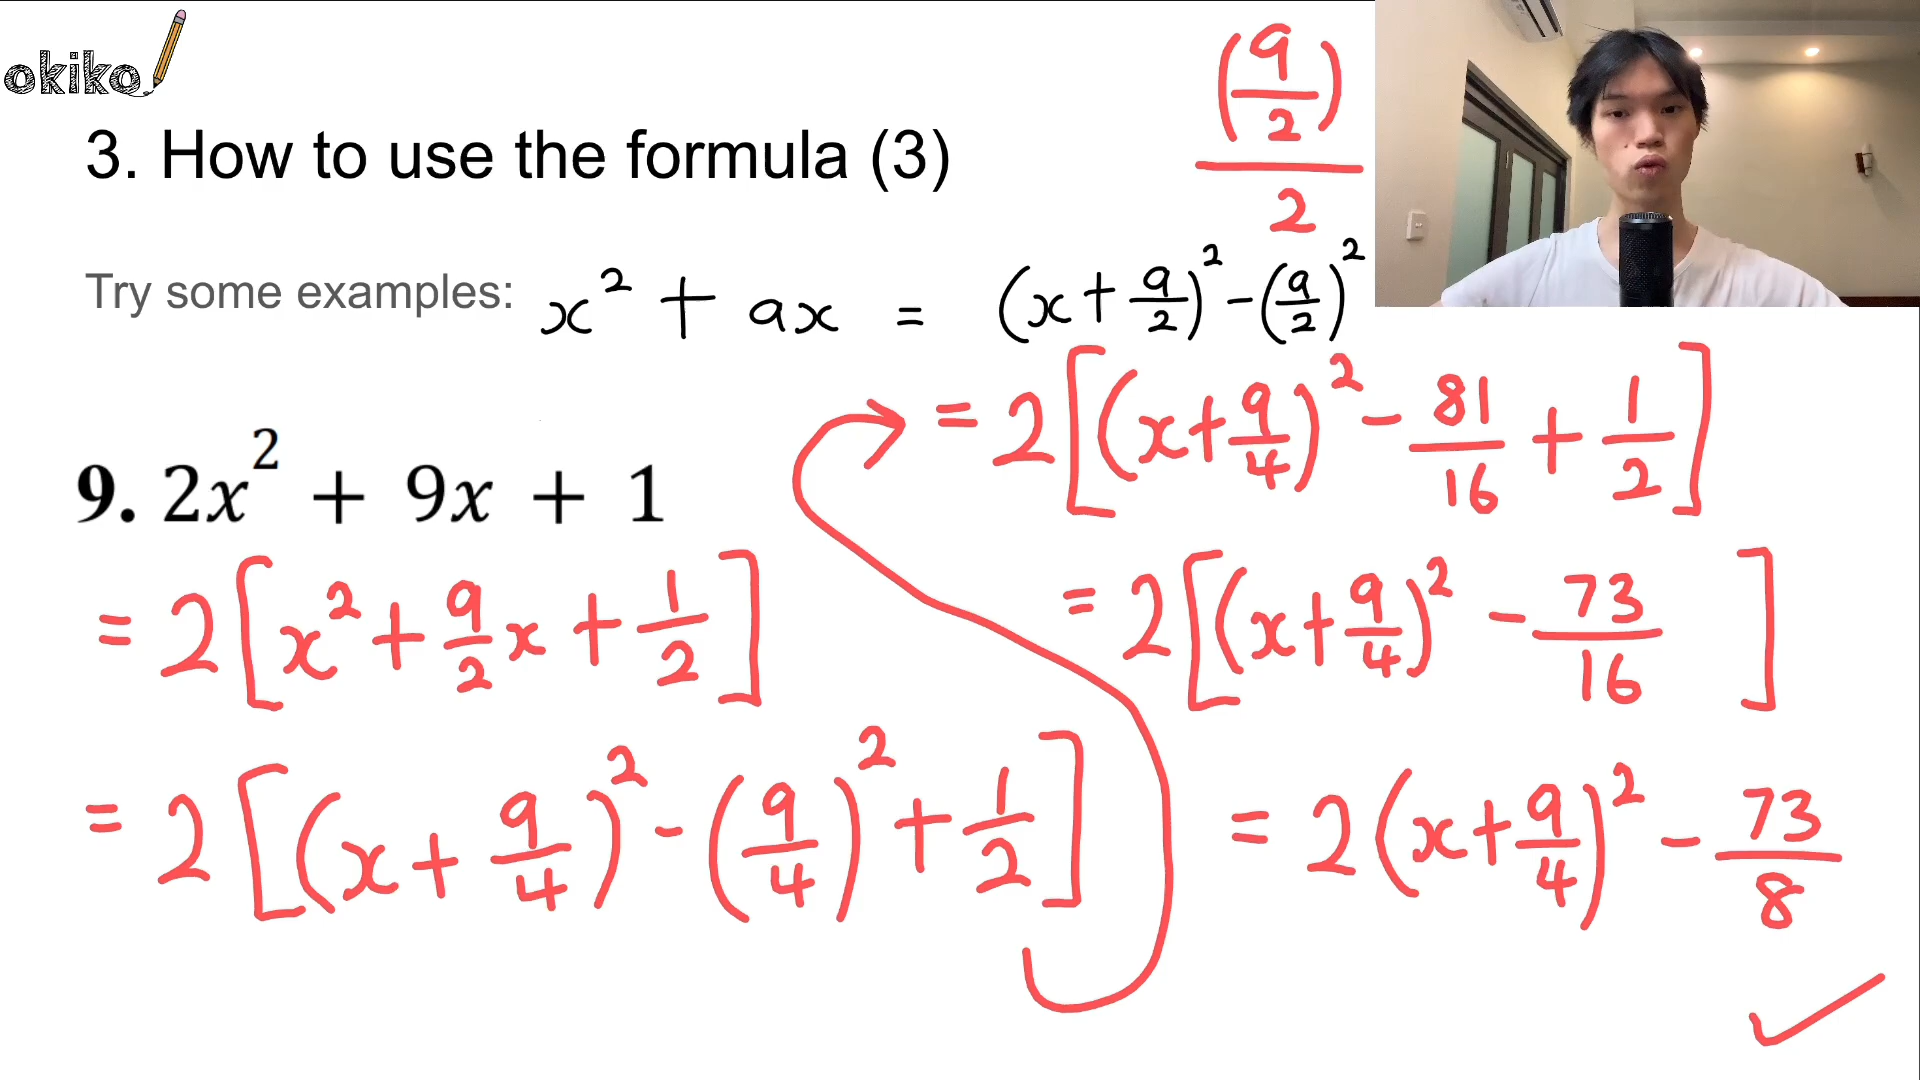 okiko
3. How to use the formula (3)
Try some examples: x² + ax = (x + a/2)² - (a/2)²
(9/2)/2
9. 2x² + 9x + 1
= 2[x² + 9/2 x + 1/2]
= 2[(x + 9/4)² - (9/4)² + 1/2]
= 2[(x + 9/4)² - 81/16 + 1/2]
= 2[(x + 9/4)² - 73/16 ]
= 2(x + 9/4)² - 73/8